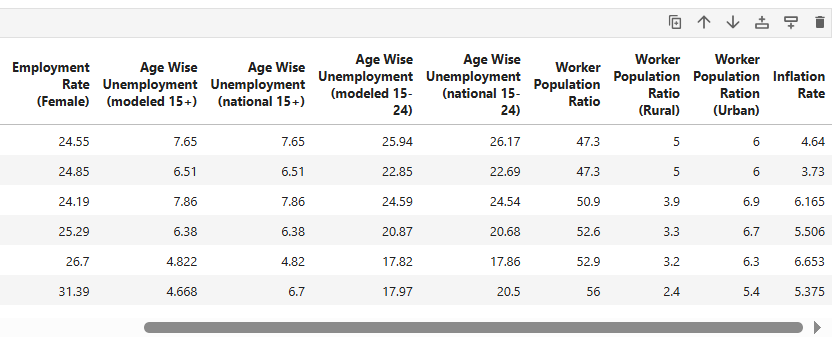 Employment Rate (Female) | Age Wise Unemployment (modeled 15+) | Age Wise Unemployment (national 15+) | Age Wise Unemployment (modeled 15-24) | Age Wise Unemployment (national 15-24) | Worker Population Ratio | Worker Population Ratio (Rural) | Worker Population Ration (Urban) | Inflation Rate
24.55 7.65 7.65 25.94 26.17 47.3 5 6 4.64
24.85 6.51 6.51 22.85 22.69 47.3 5 6 3.73
24.19 7.86 7.86 24.59 24.54 50.9 3.9 6.9 6.165
25.29 6.38 6.38 20.87 20.68 52.6 3.3 6.7 5.506
26.7 4.822 4.82 17.82 17.86 52.9 3.2 6.3 6.653
31.39 4.668 6.7 17.97 20.5 56 2.4 5.4 5.375